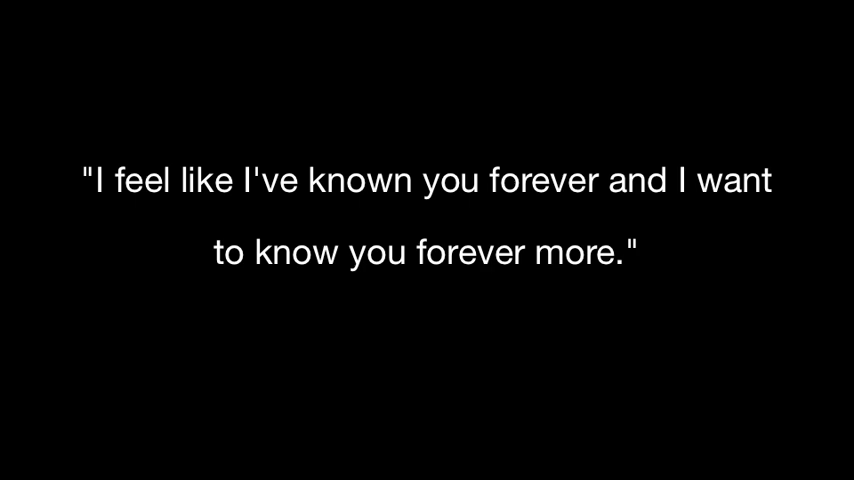 "I feel like I've known you forever and I want
to know you forever more."